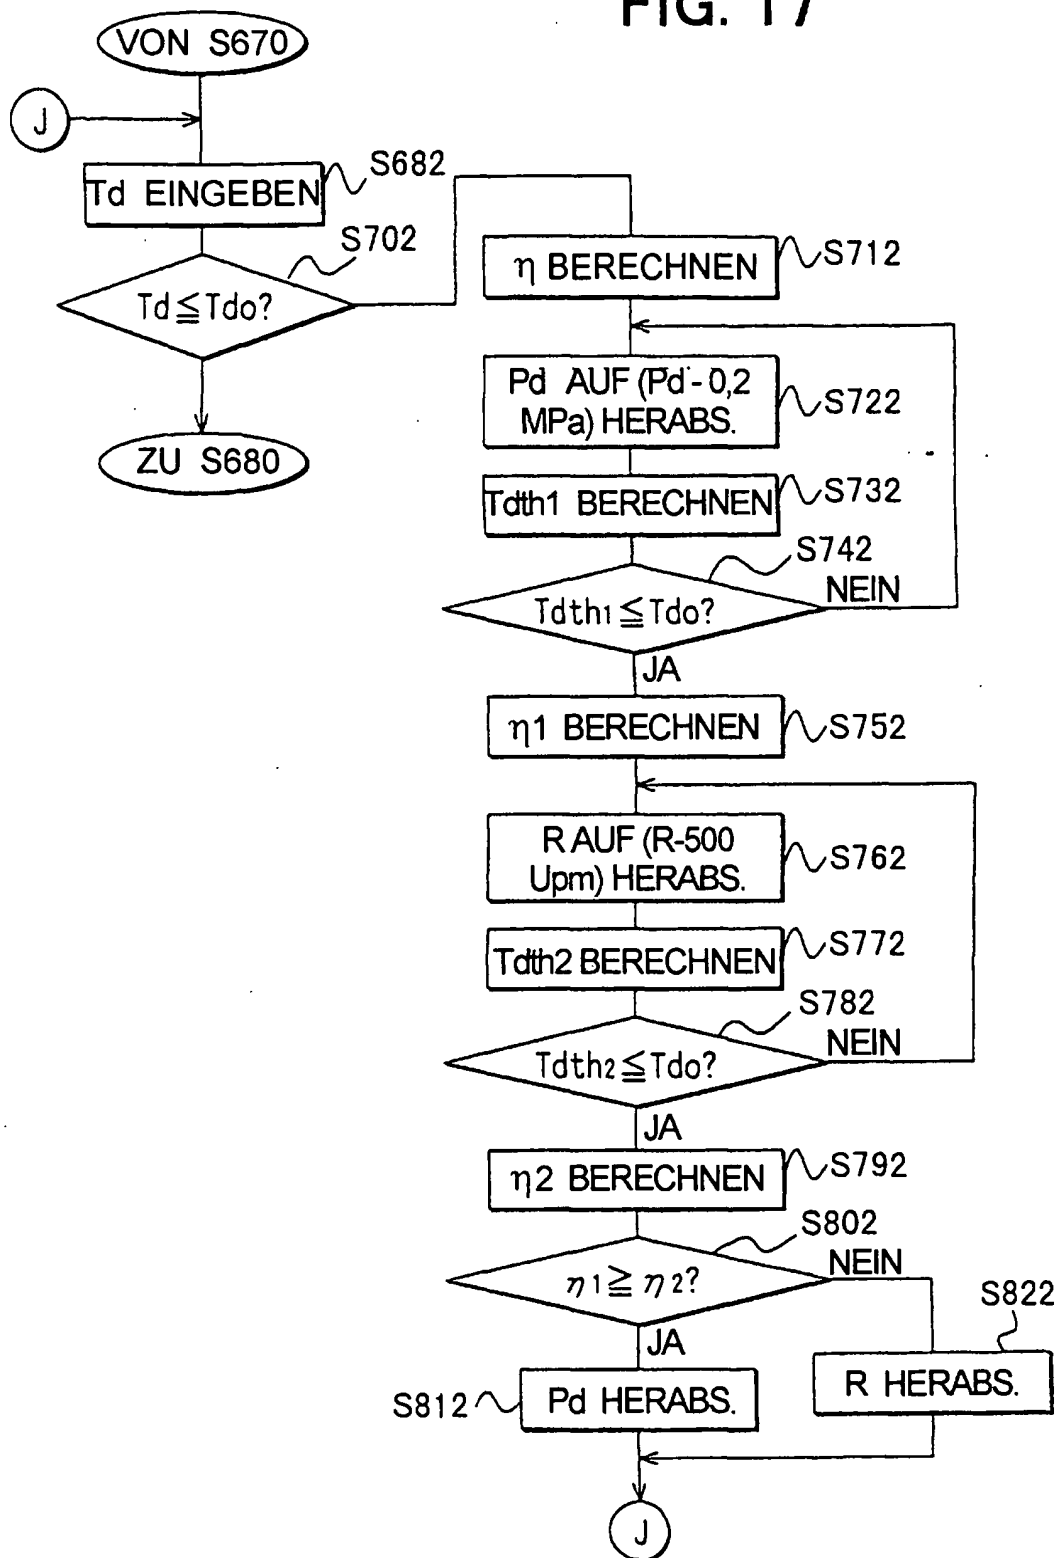 FIG. 17
VON S670
J
Td EINGEBEN
S682
S702
Td≦Tdo?
ZU S680
η BERECHNEN
S712
Pd AUF (Pd - 0,2
MPa) HERABS.
S722
Tdth1 BERECHNEN
S732
S742
Tdth1≦Tdo?
NEIN
JA
η1 BERECHNEN
S752
R AUF (R-500
Upm) HERABS.
S762
Tdth2 BERECHNEN
S772
S782
Tdth2≦Tdo?
NEIN
JA
η2 BERECHNEN
S792
S802
η1≧ η2?
NEIN
JA
S822
R HERABS.
S812
Pd HERABS.
J